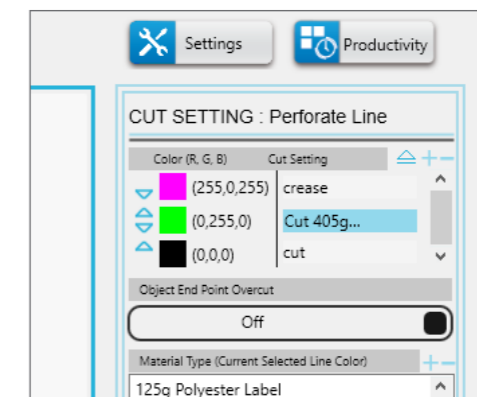 Settings
Productivity
CUT SETTING : Perforate Line
Color (R, G, B) Cut Setting
(255,0,255) crease
(0,255,0) Cut 405g...
(0,0,0) cut
Object End Point Overcut
Off
Material Type (Current Selected Line Color)
125g Polyester Label